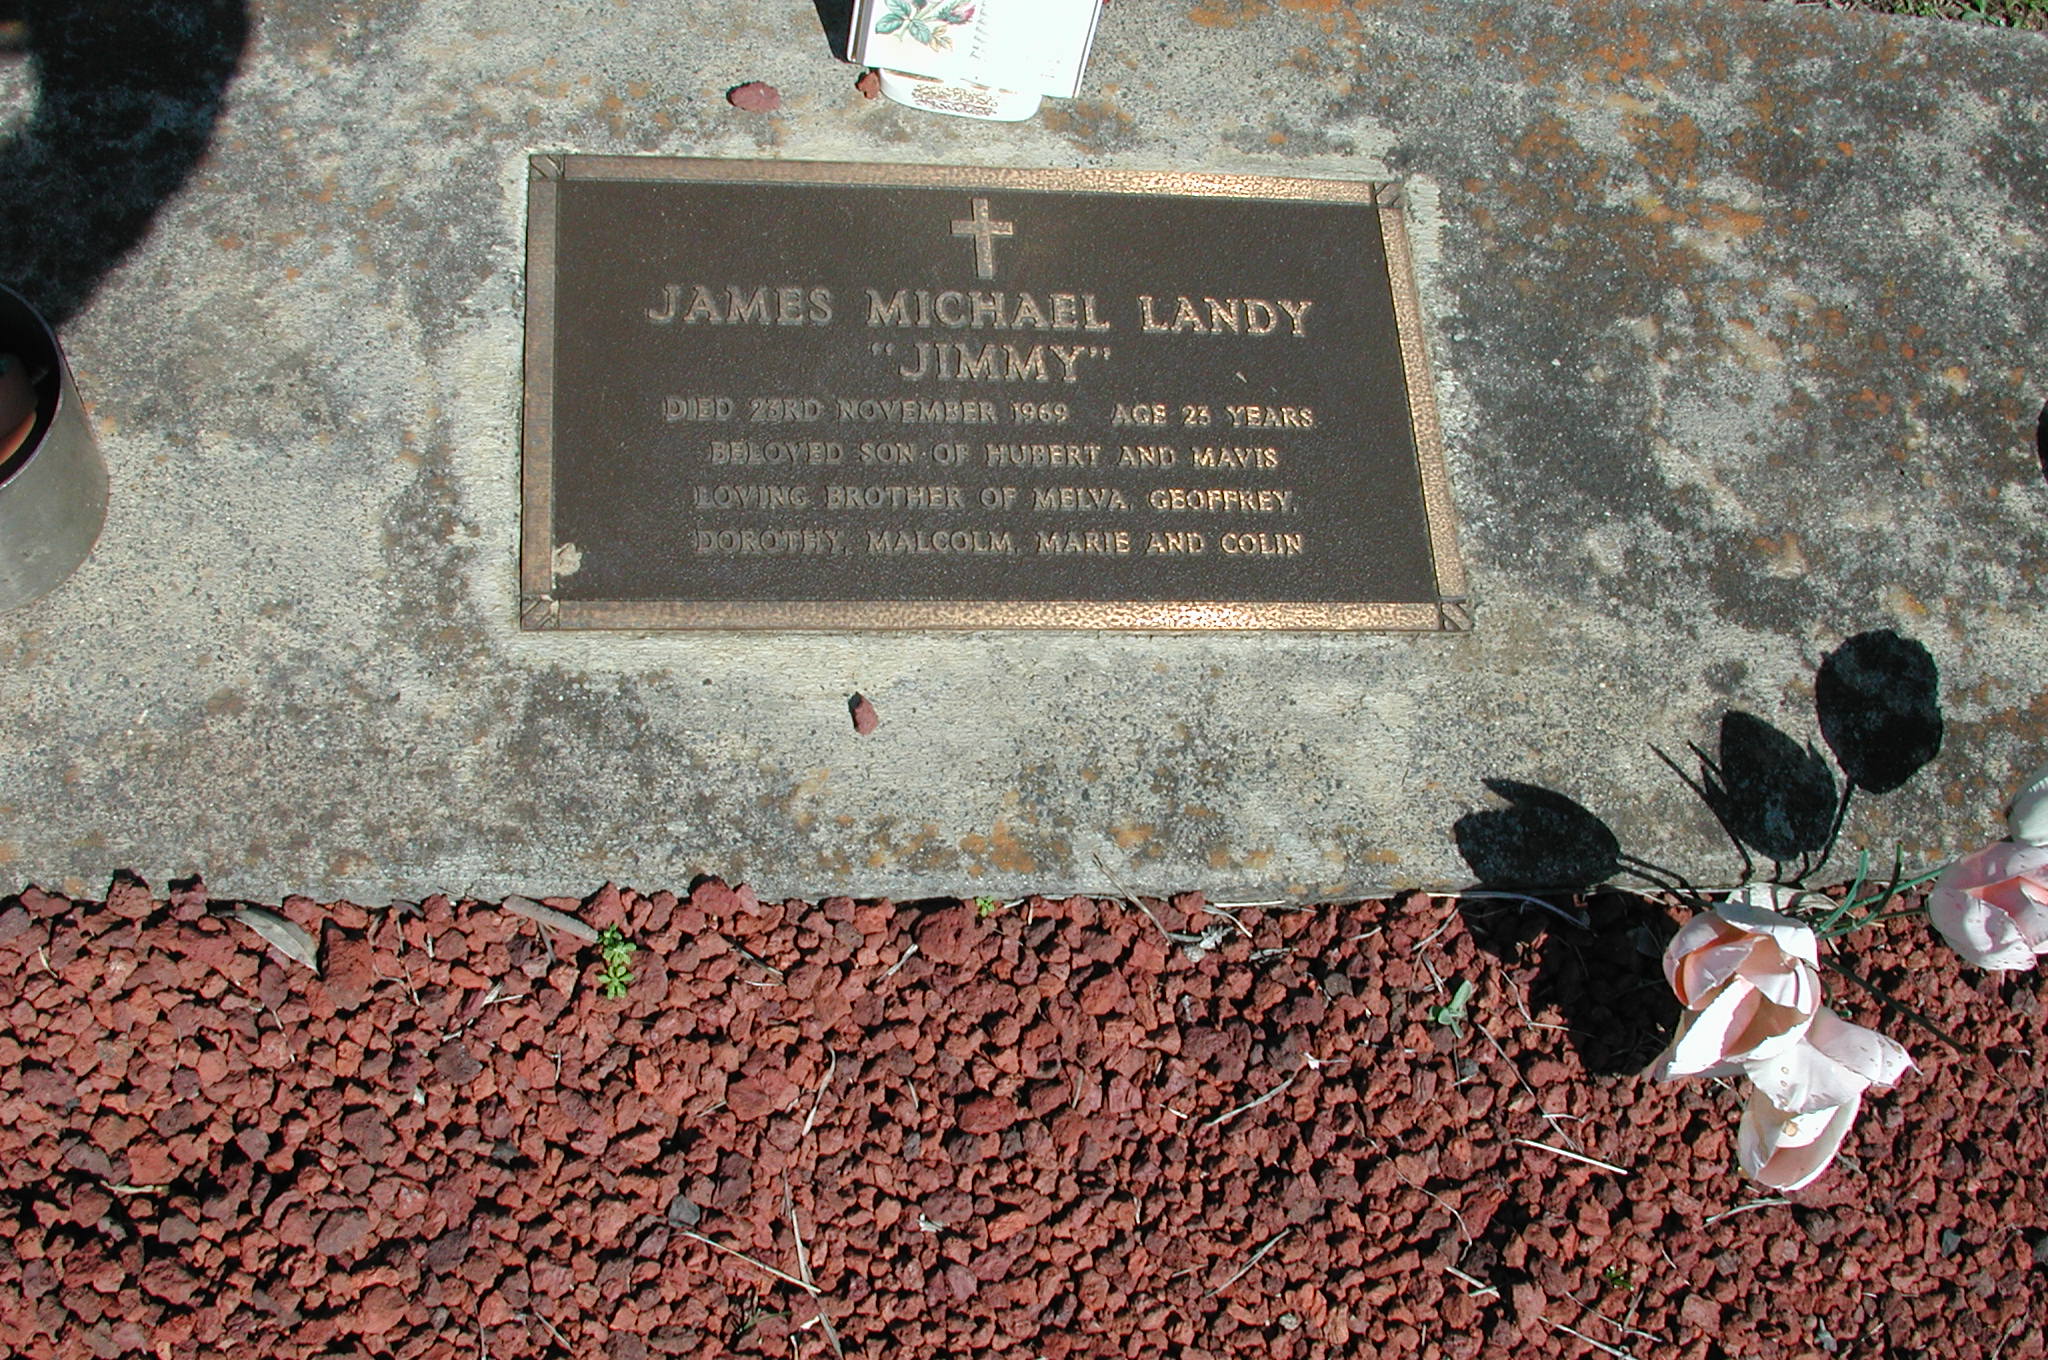 JAMES MICHAEL LANDY
"JIMMY"
DIED 23RD NOVEMBER 1969 AGE 23 YEARS
BELOVED SON OF HUBERT AND MAVIS
LOVING BROTHER OF MELVA, GEOFFREY,
DOROTHY, MALCOLM, MARIE AND COLIN